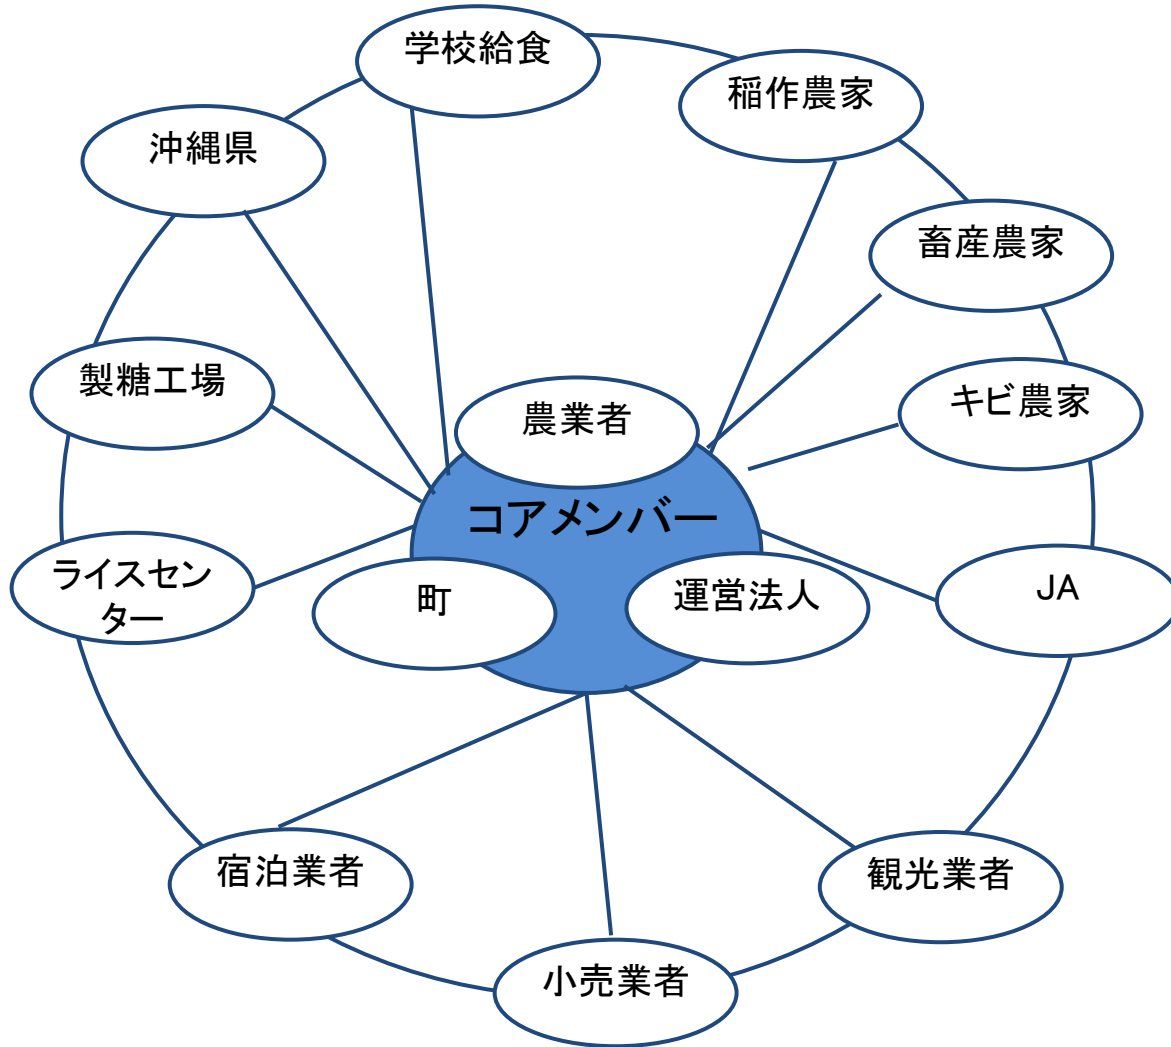 学校給食
稲作農家
沖縄県
畜産農家
製糖工場
キビ農家
農業者
コアメンバー
ライスセン
ター
町
運営法人
JA
宿泊業者
観光業者
小売業者